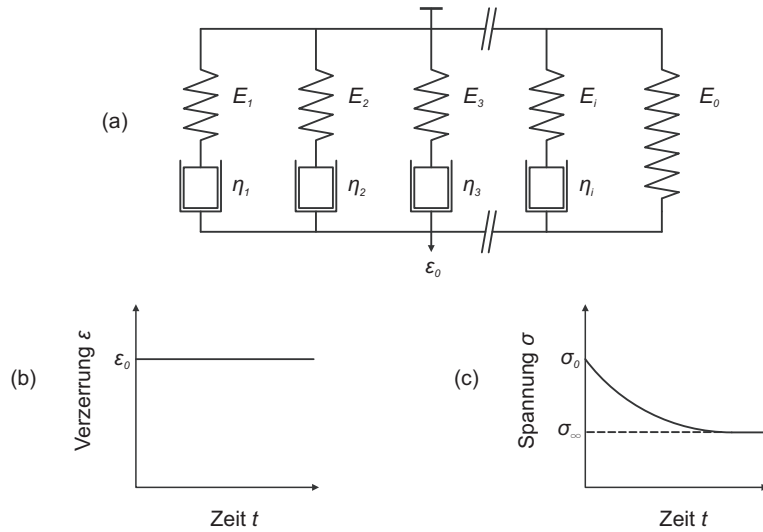 (a)
E₁ E₂ E₃ Eᵢ E₀
η₁ η₂ η₃ ηᵢ
ε₀
(b)
Verzerrung ε
ε₀
Zeit t
(c)
Spannung σ
σ₀
σ∞
Zeit t